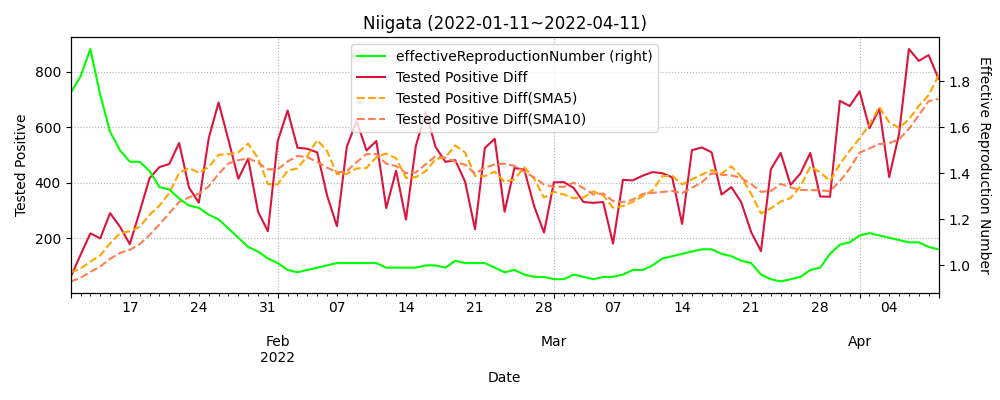 Niigata (2022-01-11~2022-04-11)
effectiveReproductionNumber (right)
Tested Positive Diff
Tested Positive Diff(SMA5)
Tested Positive Diff(SMA10)
Tested Positive
800
600
400
200
1.8
1.6
1.4
1.2
1.0
Effective Reproduction Number
17 24 31 07 14 21 28 07 14 21 28 04
Feb Mar Apr
2022
Date